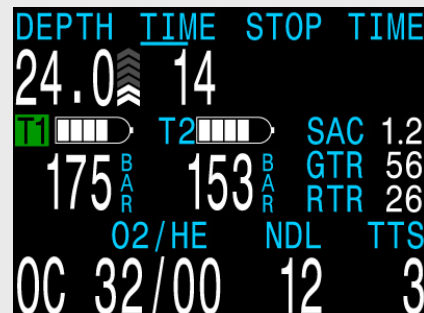 DEPTH TIME STOP TIME
24.0 14
T1 T2 SAC 1.2
175 BAR 153 BAR GTR 56
RTR 26
O2/HE NDL TTS
OC 32/00 12 3